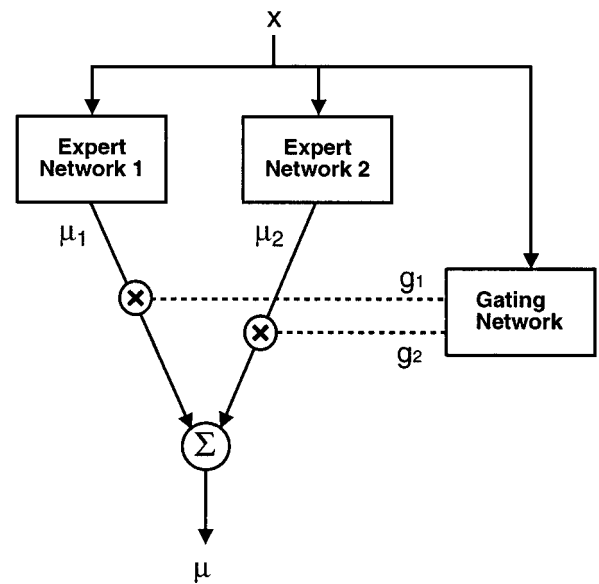 x
Expert
Network 1
Expert
Network 2
μ₁
μ₂
g₁
Gating
Network
g₂
Σ
μ